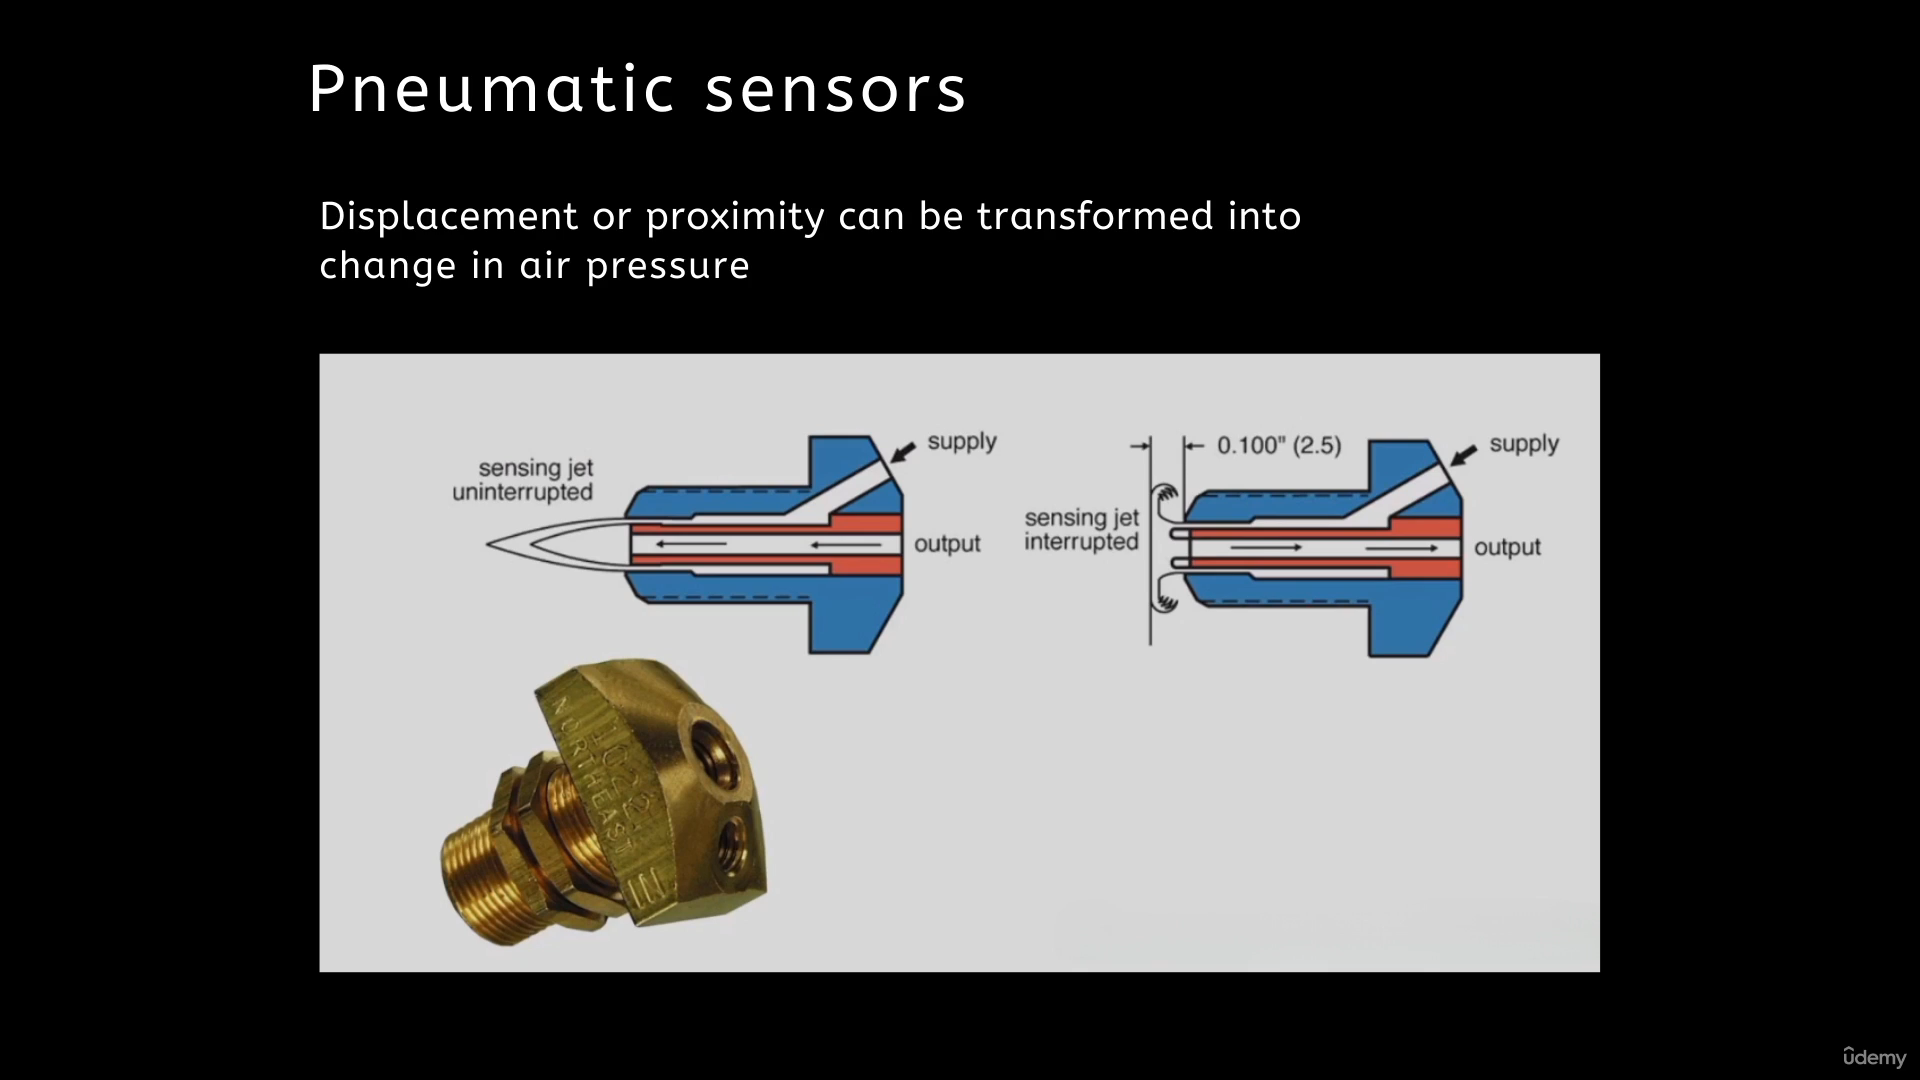 Pneumatic sensors
Displacement or proximity can be transformed into
change in air pressure
supply
sensing jet
uninterrupted
output
0.100" (2.5)
supply
sensing jet
interrupted
output
NORTHEAST
ûdemy